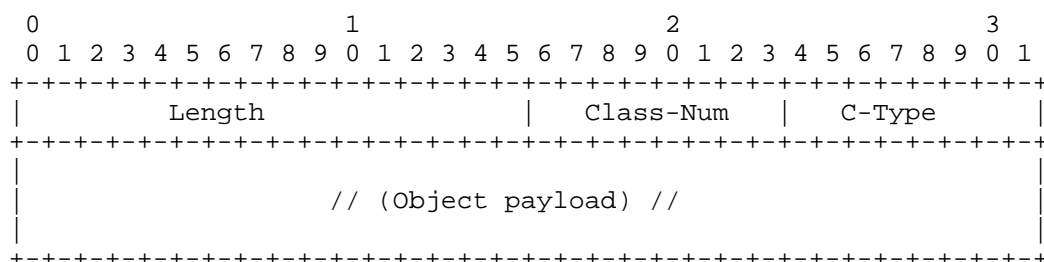 0                   1                   2                   3
 0 1 2 3 4 5 6 7 8 9 0 1 2 3 4 5 6 7 8 9 0 1 2 3 4 5 6 7 8 9 0 1
+-+-+-+-+-+-+-+-+-+-+-+-+-+-+-+-+-+-+-+-+-+-+-+-+-+-+-+-+-+-+-+-+
|         Length                |   Class-Num   |   C-Type      |
+-+-+-+-+-+-+-+-+-+-+-+-+-+-+-+-+-+-+-+-+-+-+-+-+-+-+-+-+-+-+-+-+
|                                                               |
|                   // (Object payload) //                      |
|                                                               |
+-+-+-+-+-+-+-+-+-+-+-+-+-+-+-+-+-+-+-+-+-+-+-+-+-+-+-+-+-+-+-+-+